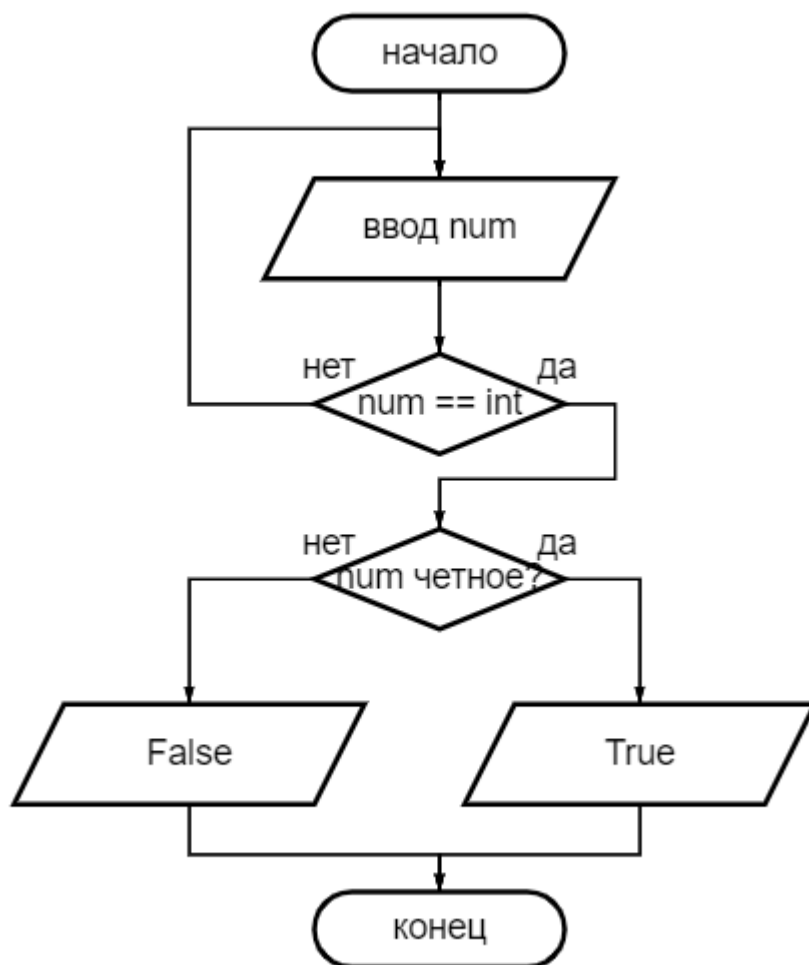 начало
ввод num
нет
да
num == int
нет
да
num четное?
False
True
конец